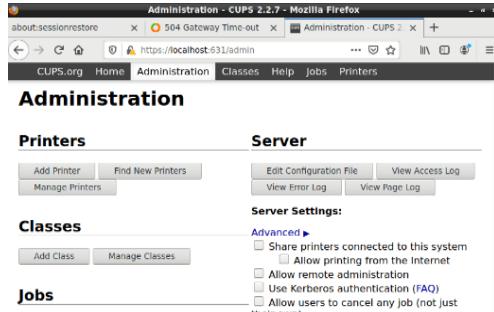 Administration - CUPS 2.2.7 - Mozilla Firefox
about:sessionrestore
504 Gateway Time-out
Administration - CUPS 2.
https://localhost:631/admin
CUPS.org Home Administration Classes Help Jobs Printers
Administration
Printers
Add Printer Find New Printers
Manage Printers
Classes
Add Class Manage Classes
Jobs
Server
Edit Configuration File View Access Log
View Error Log View Page Log
Server Settings:
Advanced ▶
Share printers connected to this system
Allow printing from the Internet
Allow remote administration
Use Kerberos authentication (FAQ)
Allow users to cancel any job (not just